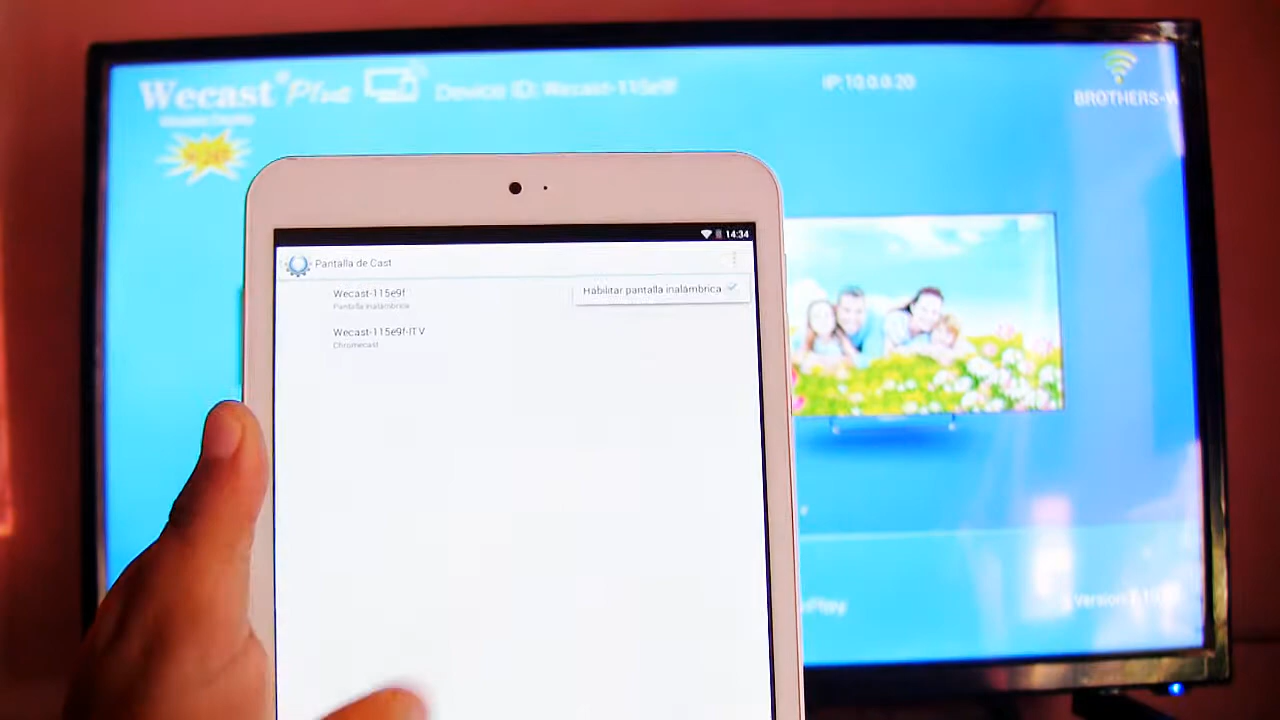 Wecast® Plus
Device ID: Wecast-115e9f
IP: 10.0.0.20
BROTHERS-
14:34
Pantalla de Cast
Habilitar pantalla inalámbrica
Wecast-115e9f
Pantalla inalámbrica
Wecast-115e9f-ITV
Chromecast
Version